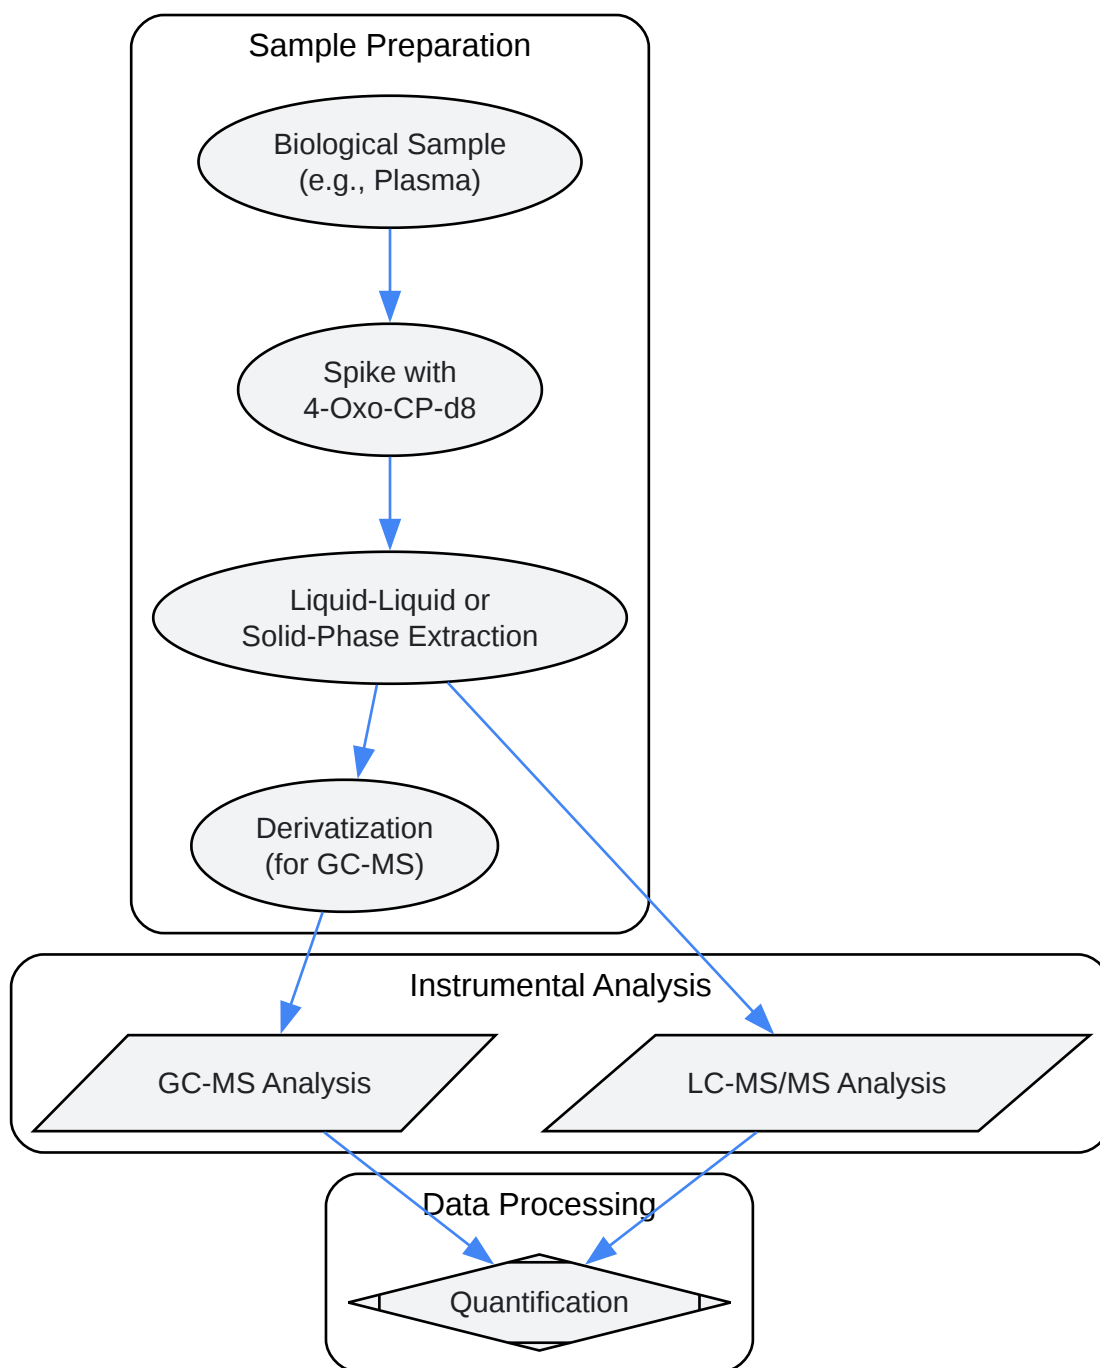 Sample Preparation
Biological Sample
(e.g., Plasma)
Spike with
4-Oxo-CP-d8
Liquid-Liquid or
Solid-Phase Extraction
Derivatization
(for GC-MS)
Instrumental Analysis
GC-MS Analysis
LC-MS/MS Analysis
Data Processing
Quantification